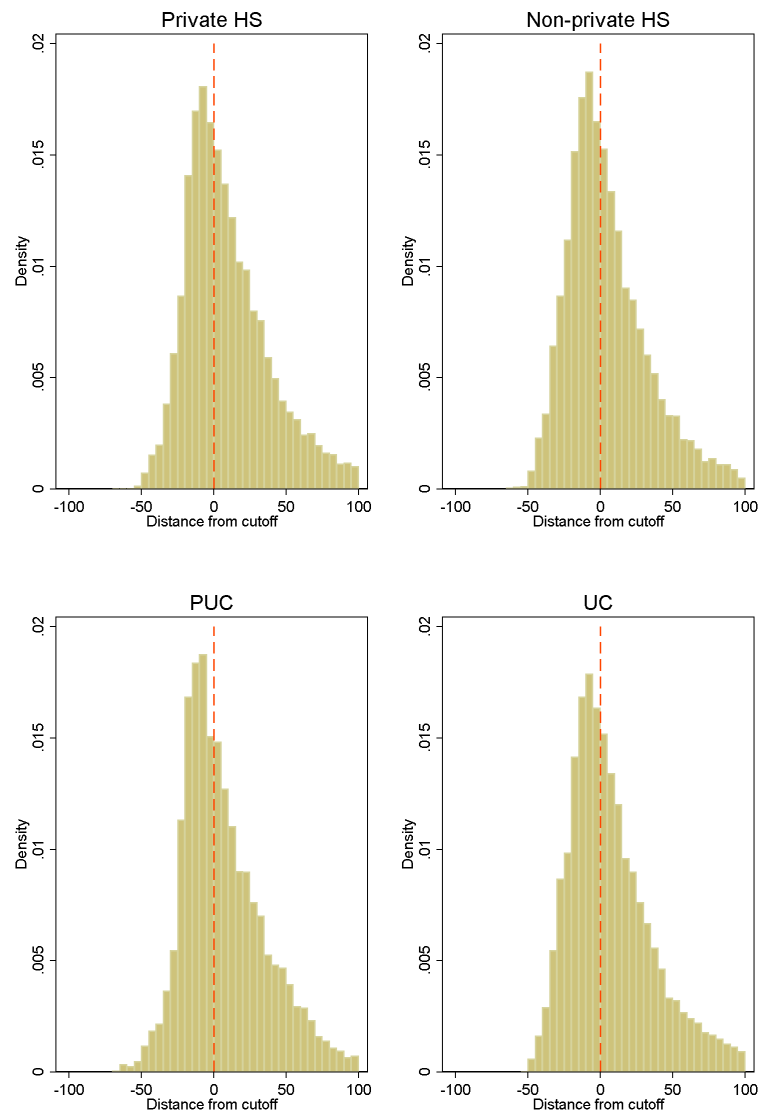 Private HS
Non-private HS
.02
.015
.01
.005
0
Density
-100 -50 0 50 100
Distance from cutoff
.02
.015
.01
.005
0
Density
-100 -50 0 50 100
Distance from cutoff
PUC
UC
.02
.015
.01
.005
0
Density
-100 -50 0 50 100
Distance from cutoff
.02
.015
.01
.005
0
Density
-100 -50 0 50 100
Distance from cutoff